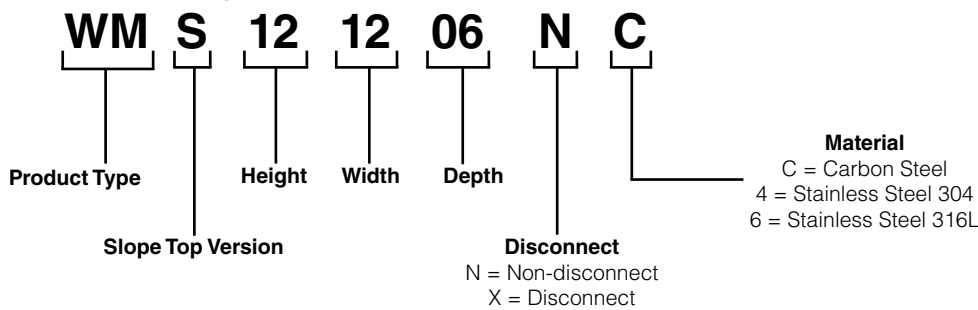 WM S 12 12 06 N C
Product Type
Height
Width
Depth
Slope Top Version
Disconnect
N = Non-disconnect
X = Disconnect
Material
C = Carbon Steel
4 = Stainless Steel 304
6 = Stainless Steel 316L